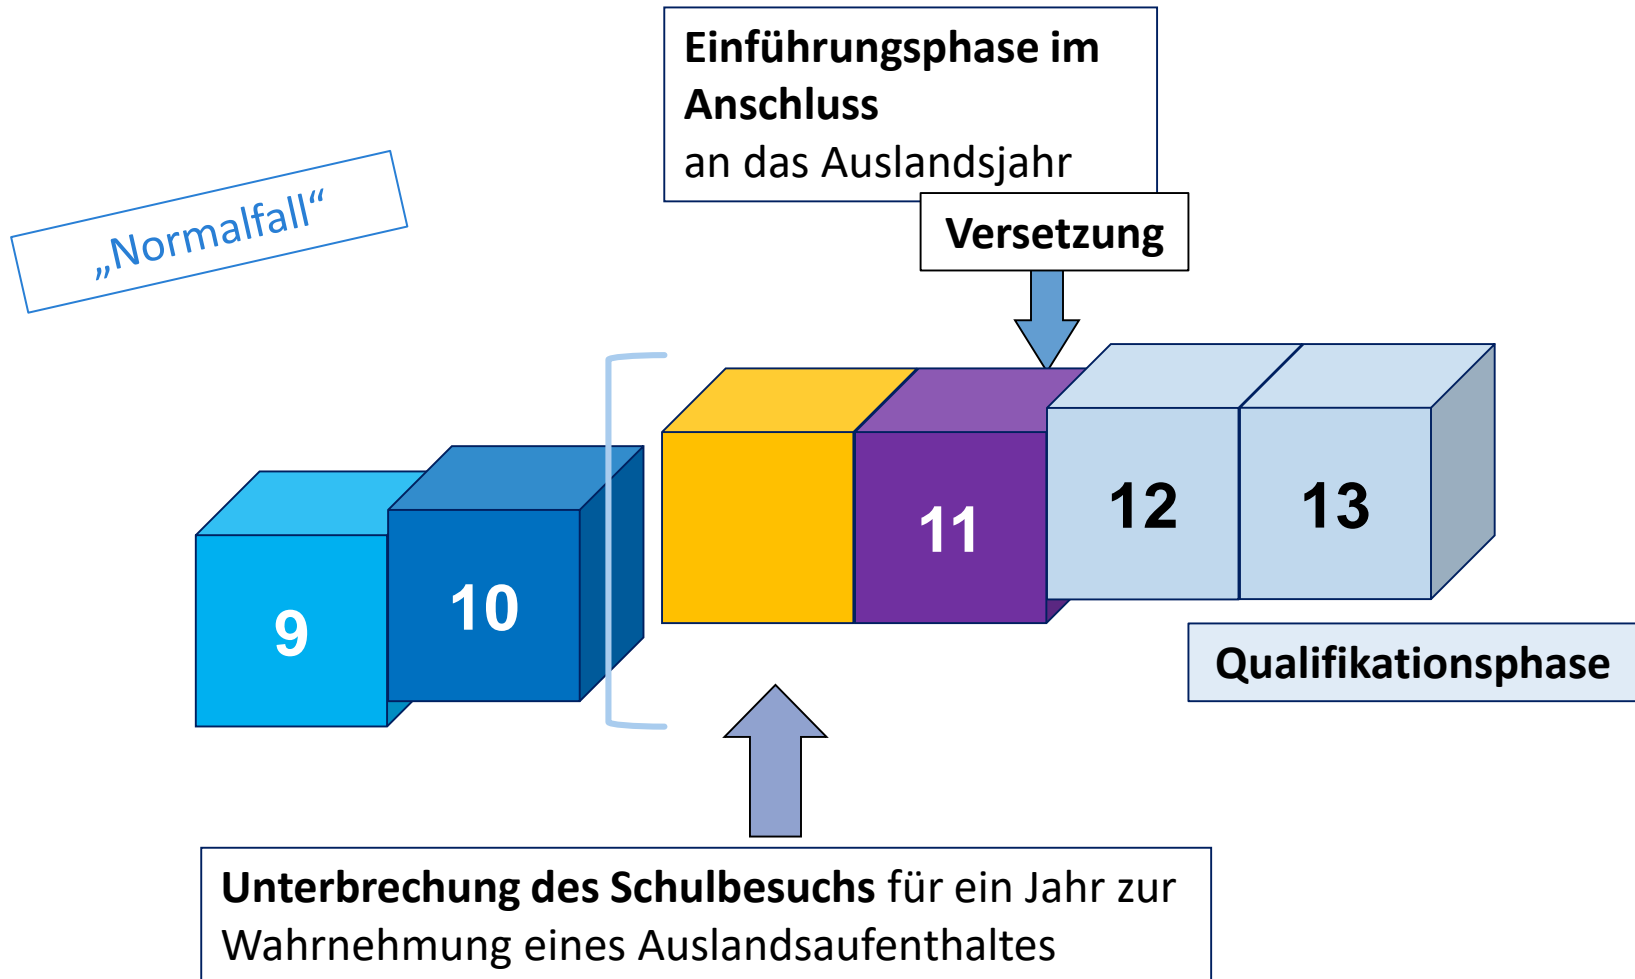 Einführungsphase im
Anschluss
an das Auslandsjahr
„Normalfall“
Versetzung
9
10
11
12
13
Qualifikationsphase
Unterbrechung des Schulbesuchs für ein Jahr zur
Wahrnehmung eines Auslandsaufenthaltes